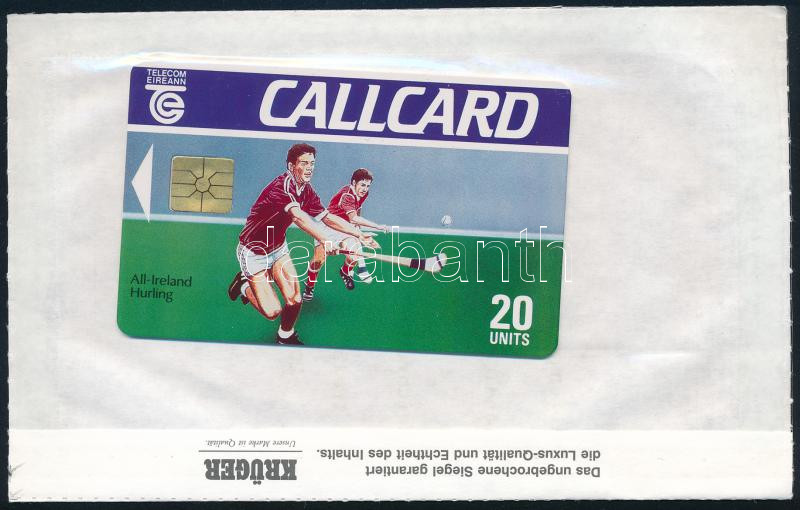 TELECOM
EIREANN
CALLCARD
All-Ireland
Hurling
darabanth
20
UNITS
Das ungebrochene Siegel garantiert
die Luxus-Qualität und Echtheit des Inhalts.
KRÜGER
Unsere Marke ist Qualität.